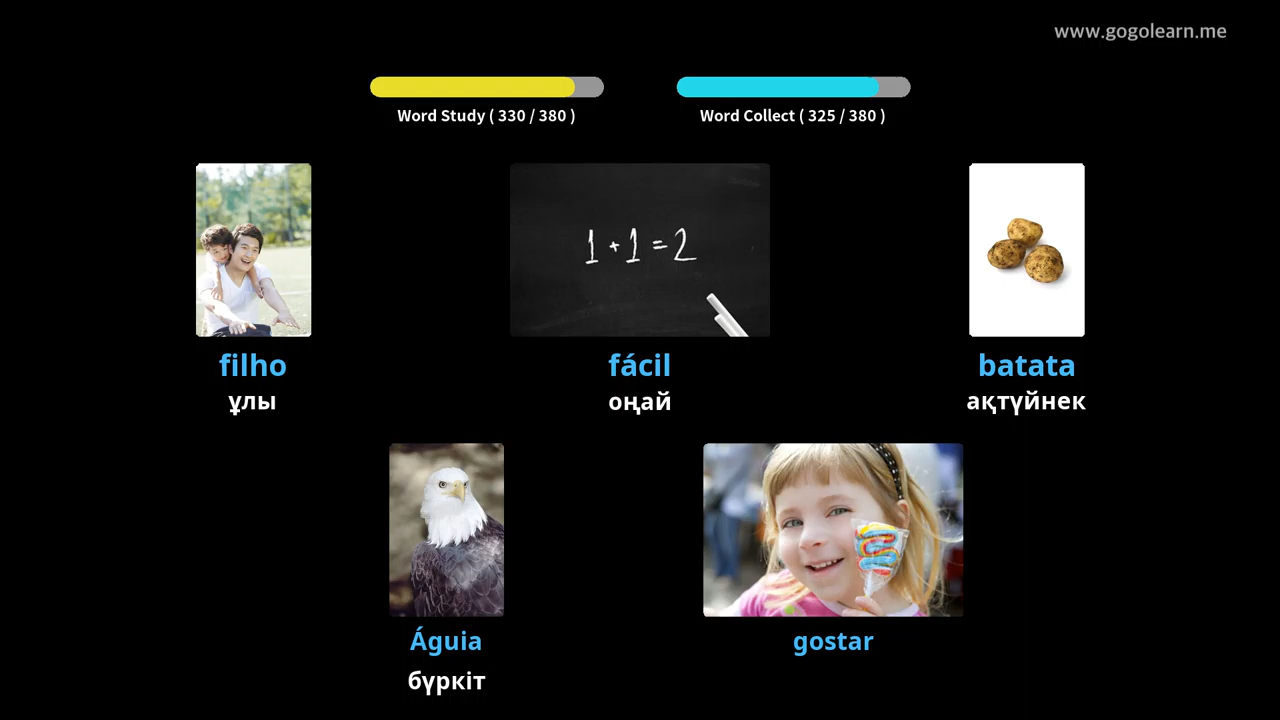 www.gogolearn.me
Word Study ( 330 / 380 )
Word Collect ( 325 / 380 )
1 + 1 = 2
filho
ұлы
fácil
оңай
batata
ақтүйнек
Águia
бүркіт
gostar